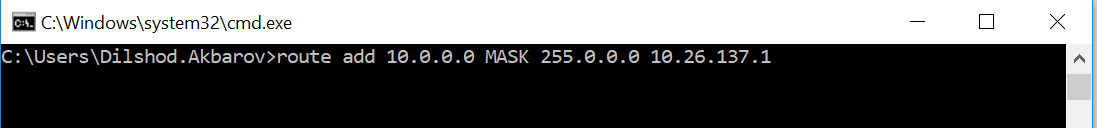 C:\Windows\system32\cmd.exe
C:\Users\Dilshod.Akbarov>route add 10.0.0.0 MASK 255.0.0.0 10.26.137.1